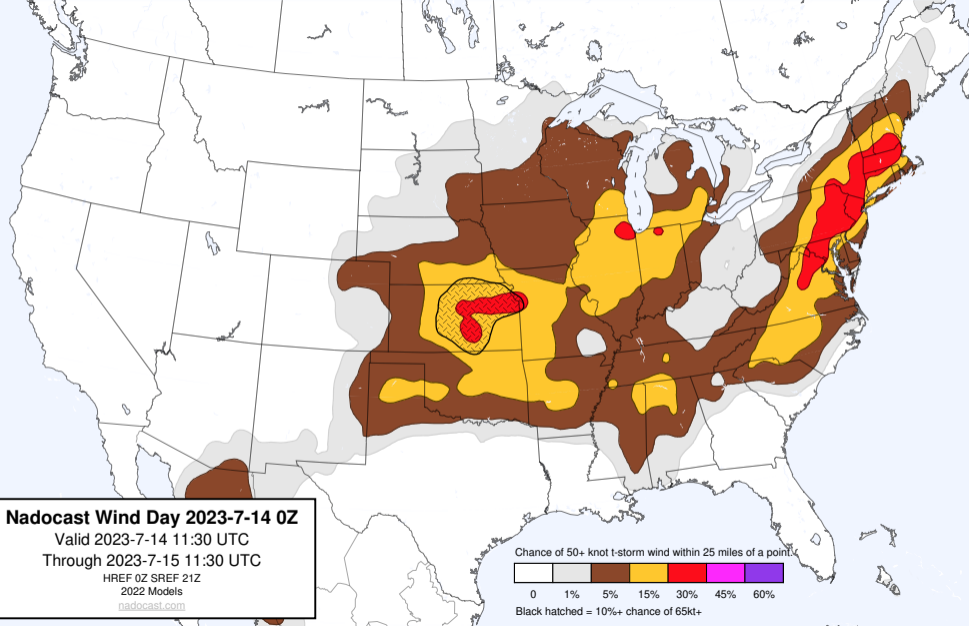 Nadocast Wind Day 2023-7-14 0Z
Valid 2023-7-14 11:30 UTC
Through 2023-7-15 11:30 UTC
HREF 0Z SREF 21Z
2022 Models
nadocast.com
Chance of 50+ knot t-storm wind within 25 miles of a point.
0 1% 5% 15% 30% 45% 60%
Black hatched = 10%+ chance of 65kt+